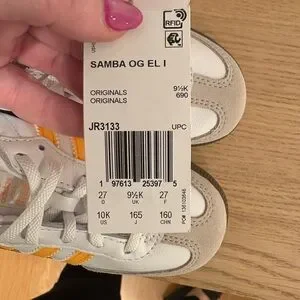 RFID
SAMBA OG EL I
ORIGINALS 9½K
ORIGINALS 690
JR3133 UPC
1 97613 25397 5
27 9½K 27
D UK F
10K 165 160
US J CHN